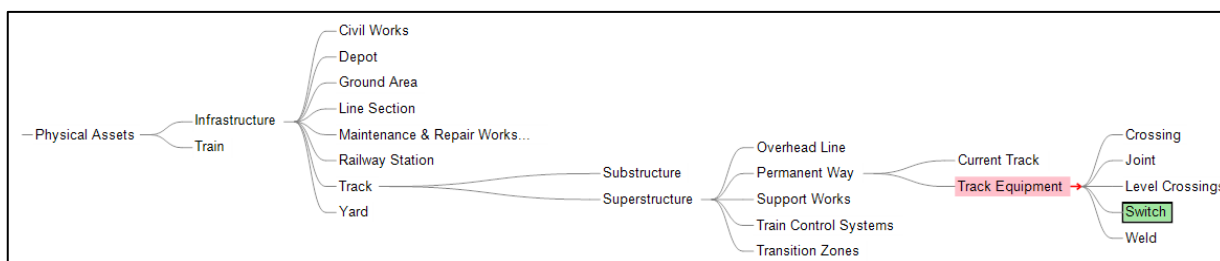 Physical Assets
Infrastructure
Train
Civil Works
Depot
Ground Area
Line Section
Maintenance & Repair Works...
Railway Station
Track
Yard
Substructure
Superstructure
Overhead Line
Permanent Way
Support Works
Train Control Systems
Transition Zones
Current Track
Track Equipment
Crossing
Joint
Level Crossings
Switch
Weld